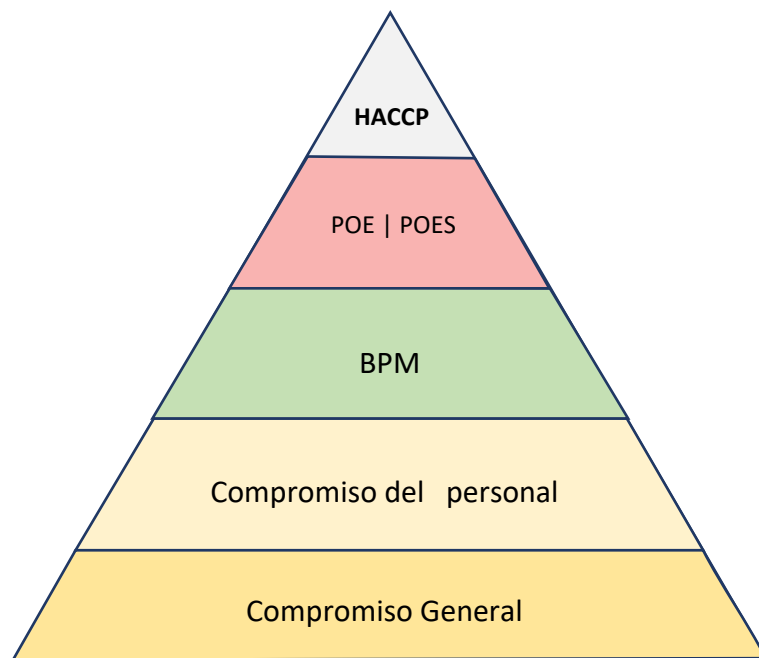 HACCP
POE | POES
BPM
Compromiso del personal
Compromiso General